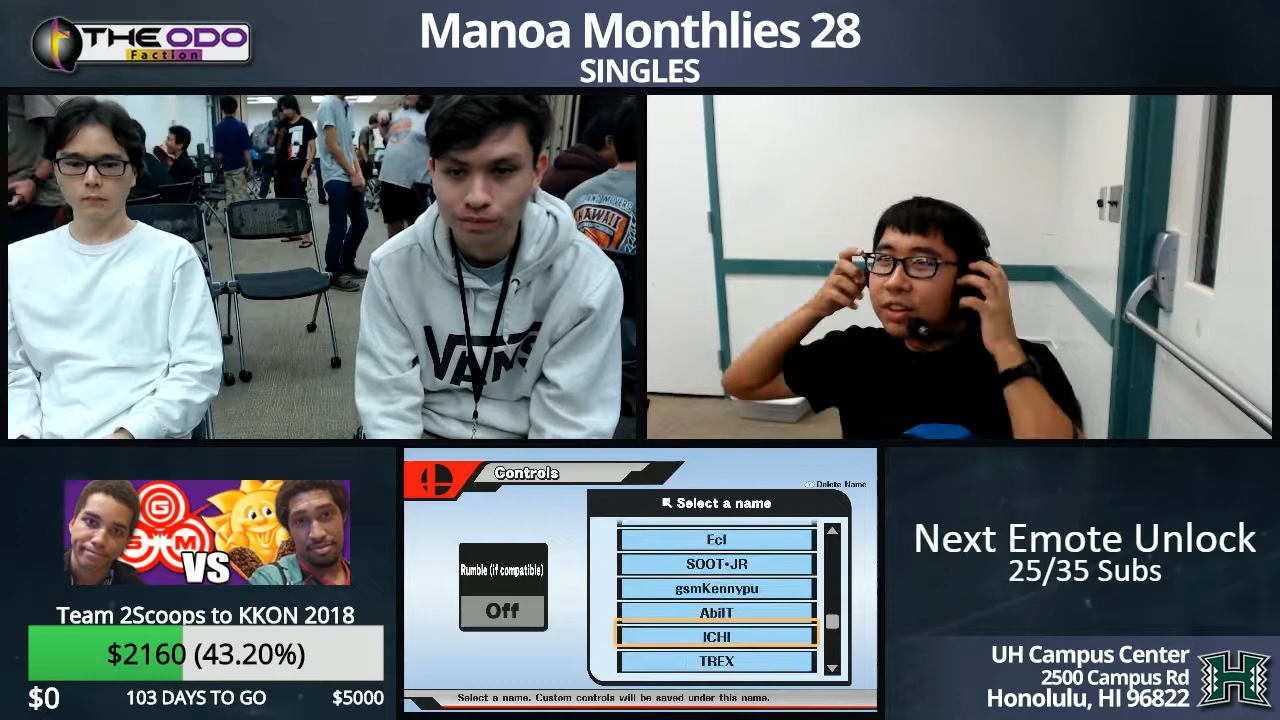 THE ODO
Faction
Manoa Monthlies 28
SINGLES
HAWAII
VANS
G
S
M
VS
Team 2Scoops to KKON 2018
$2160 (43.20%)
$0
103 DAYS TO GO
$5000
Controls
Delete Name
Select a name
Fcl
SOOT•JR
gsmKennypu
AbilT
ICHI
TREX
Rumble (if compatible)
Off
Select a name. Custom controls will be saved under this name.
Next Emote Unlock
25/35 Subs
UH Campus Center
2500 Campus Rd
Honolulu, HI 96822
H